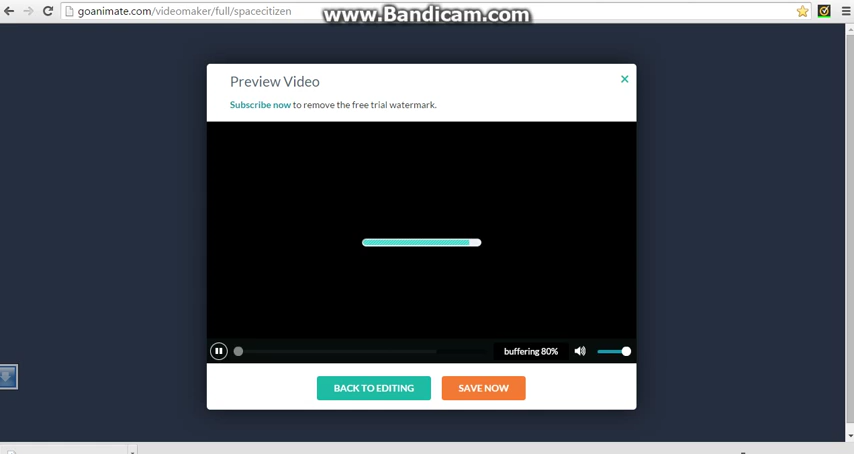 goanimate.com/videomaker/full/spacecitizen
www.Bandicam.com
Preview Video
Subscribe now to remove the free trial watermark.
buffering 80%
BACK TO EDITING
SAVE NOW